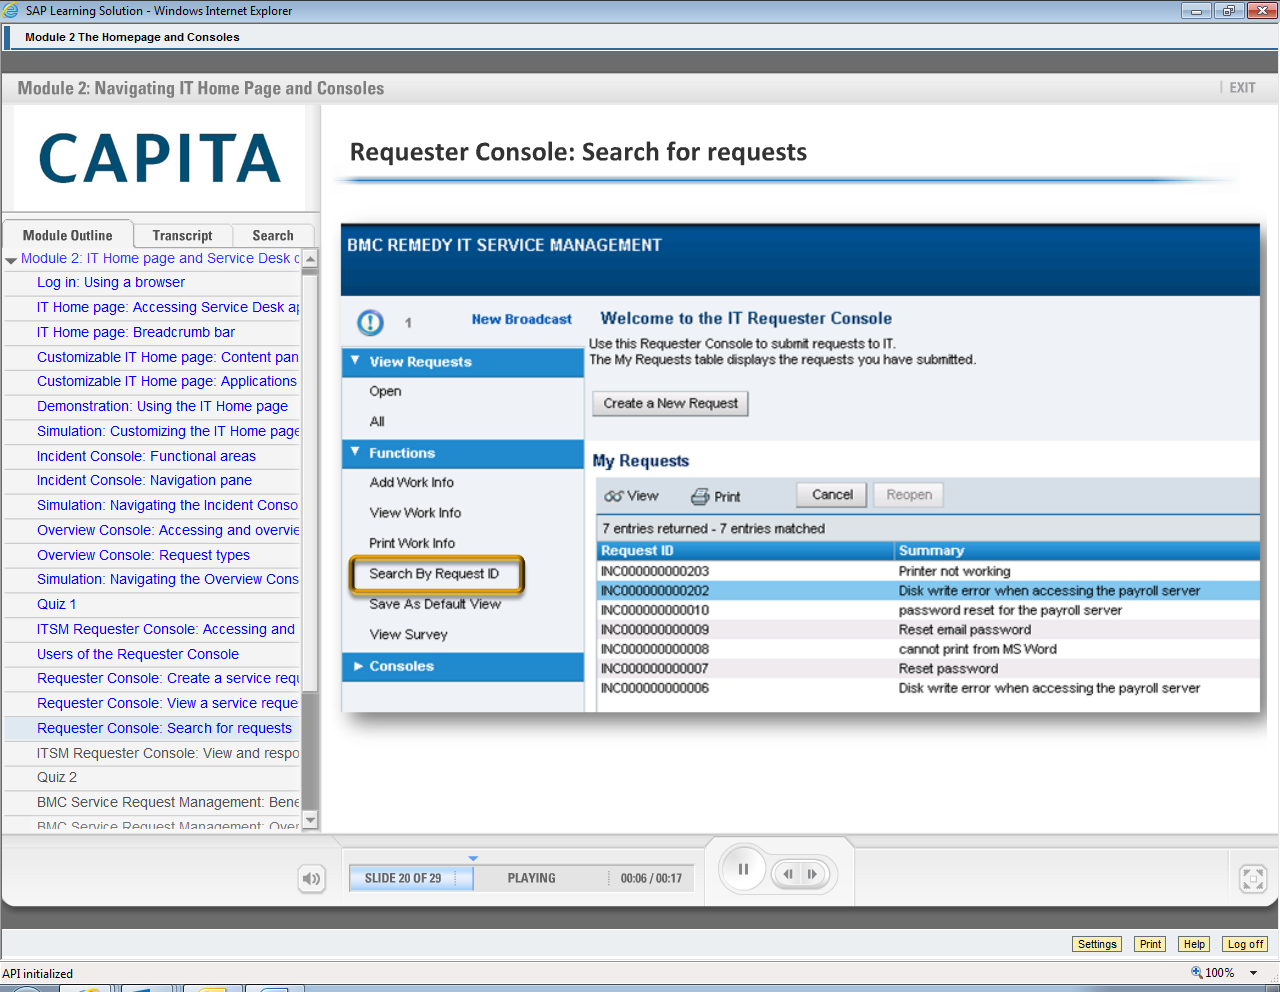 SAP Learning Solution - Windows Internet Explorer
Module 2 The Homepage and Consoles
Module 2: Navigating IT Home Page and Consoles
EXIT
CAPITA
Module Outline
Transcript
Search
Module 2: IT Home page and Service Desk c
Log in: Using a browser
IT Home page: Accessing Service Desk ap
IT Home page: Breadcrumb bar
Customizable IT Home page: Content pan
Customizable IT Home page: Applications
Demonstration: Using the IT Home page
Simulation: Customizing the IT Home page
Incident Console: Functional areas
Incident Console: Navigation pane
Simulation: Navigating the Incident Conso
Overview Console: Accessing and overvie
Overview Console: Request types
Simulation: Navigating the Overview Cons
Quiz 1
ITSM Requester Console: Accessing and
Users of the Requester Console
Requester Console: Create a service requ
Requester Console: View a service reque
Requester Console: Search for requests
ITSM Requester Console: View and respo
Quiz 2
BMC Service Request Management: Bene
BMC Service Request Management: Over
Requester Console: Search for requests
BMC REMEDY IT SERVICE MANAGEMENT
1
New Broadcast
View Requests
Open
All
Functions
Add Work Info
View Work Info
Print Work Info
Search By Request ID
Save As Default View
View Survey
Consoles
Welcome to the IT Requester Console
Use this Requester Console to submit requests to IT.
The My Requests table displays the requests you have submitted.
Create a New Request
My Requests
View Print Cancel Reopen
7 entries returned - 7 entries matched
Request ID Summary
INC000000000203 Printer not working
INC000000000202 Disk write error when accessing the payroll server
INC000000000010 password reset for the payroll server
INC000000000009 Reset email password
INC000000000008 cannot print from MS Word
INC000000000007 Reset password
INC000000000006 Disk write error when accessing the payroll server
SLIDE 20 OF 29
PLAYING
00:06 / 00:17
Settings
Print
Help
Log off
API initialized
100%